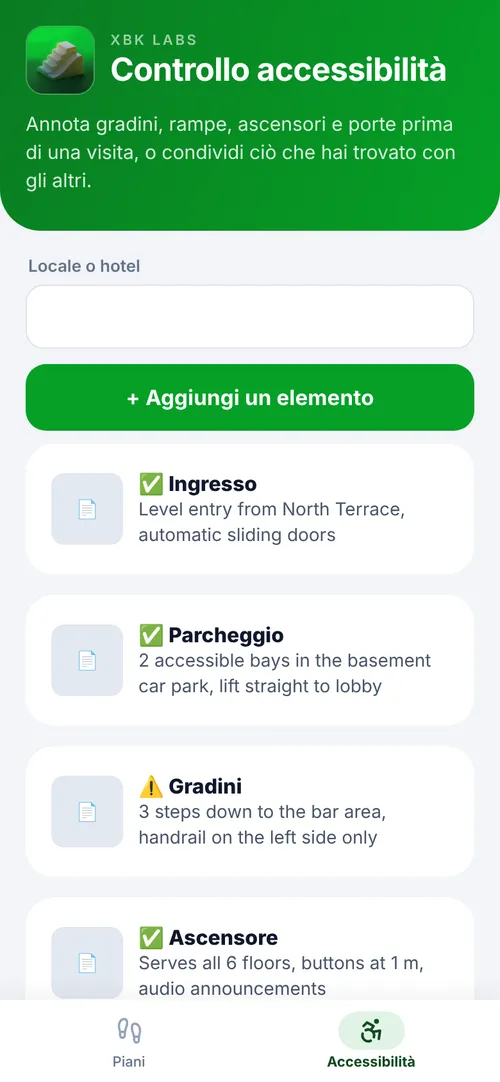 XBK LABS
Controllo accessibilità
Annota gradini, rampe, ascensori e porte prima
di una visita, o condividi ciò che hai trovato con
gli altri.
Locale o hotel
+ Aggiungi un elemento
✅ Ingresso
Level entry from North Terrace,
automatic sliding doors
✅ Parcheggio
2 accessible bays in the basement
car park, lift straight to lobby
⚠️ Gradini
3 steps down to the bar area,
handrail on the left side only
✅ Ascensore
Serves all 6 floors, buttons at 1 m,
audio announcements
Piani
Accessibilità